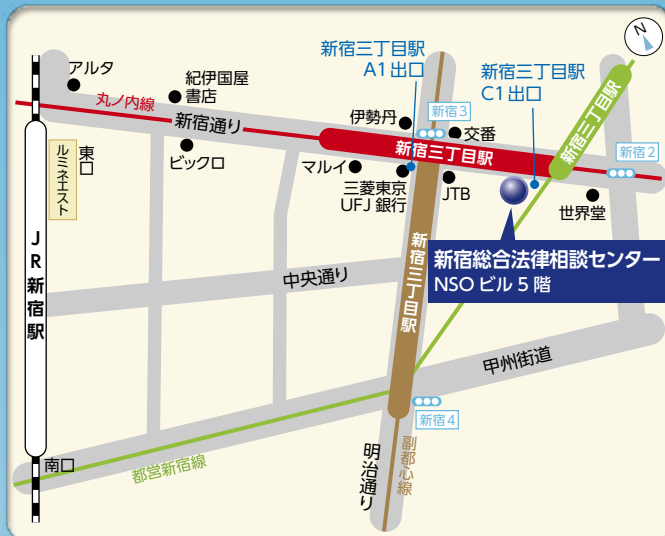 N
アルタ
紀伊国屋
書店
新宿三丁目駅
A1出口
新宿三丁目駅
C1出口
新宿三丁目駅
丸ノ内線
新宿通り
伊勢丹
新宿3
交番
新宿三丁目駅
新宿2
東口
ルミネエスト
ビックロ
マルイ
三菱東京
UFJ銀行
JTB
世界堂
JR新宿駅
新宿三丁目駅
新宿総合法律相談センター
NSOビル5階
中央通り
甲州街道
新宿4
南口
都営新宿線
明治通り
副都心線